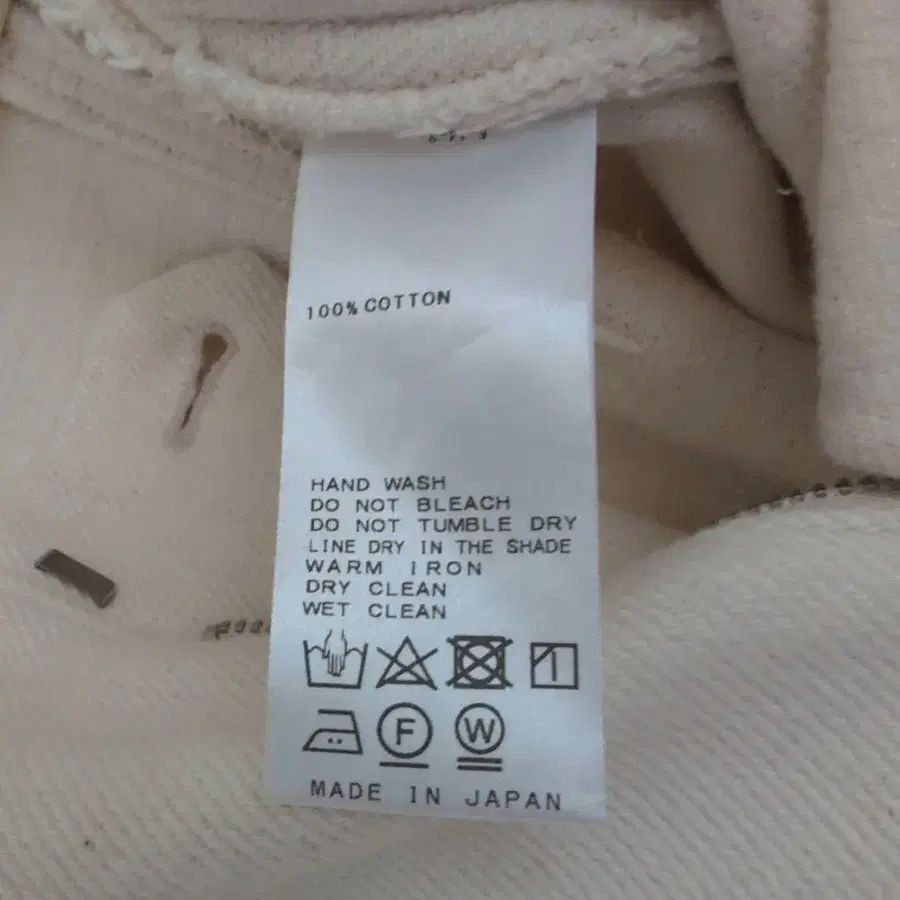 100% COTTON
HAND WASH
DO NOT BLEACH
DO NOT TUMBLE DRY
LINE DRY IN THE SHADE
WARM IRON
DRY CLEAN
WET CLEAN
F W
MADE IN JAPAN